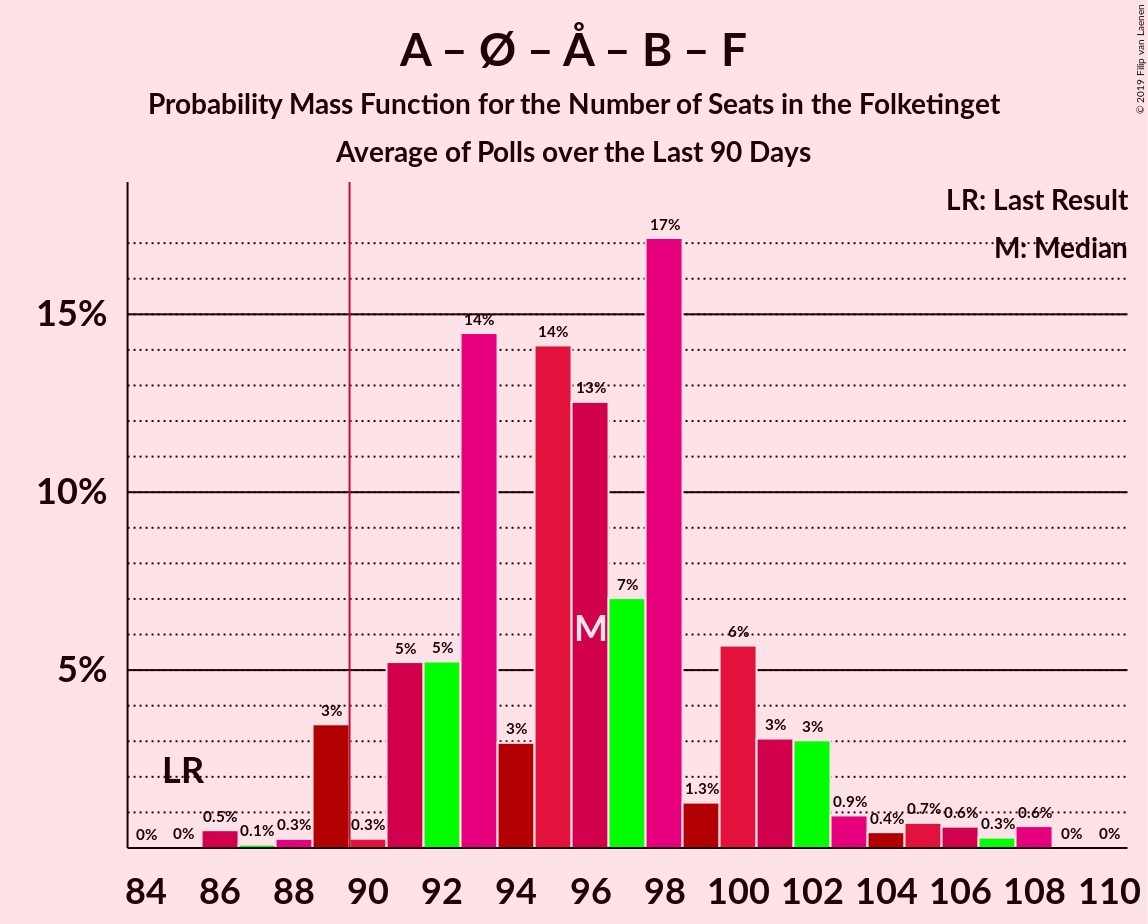 A – Ø – Å – B – F
Probability Mass Function for the Number of Seats in the Folketinget
Average of Polls over the Last 90 Days
© 2019 Filip van Laenen
LR: Last Result
M: Median
15%
10%
5%
0% 0% 0.5% 0.1% 0.3% 3% 0.3% 5% 5% 14% 3% 14% 13% 7% 17% 1.3% 6% 3% 3% 0.9% 0.4% 0.7% 0.6% 0.3% 0.6% 0% 0%
LR
M
84 86 88 90 92 94 96 98 100 102 104 106 108 110